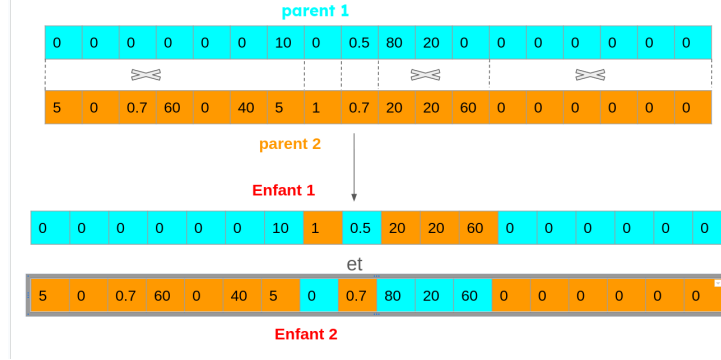 parent 1
0 0 0 0 0 0 10 0 0.5 80 20 0 0 0 0 0 0 0
5 0 0.7 60 0 40 5 1 0.7 20 20 60 0 0 0 0 0 0
parent 2
Enfant 1
0 0 0 0 0 0 10 1 0.5 20 20 60 0 0 0 0 0 0
et
5 0 0.7 60 0 40 5 0 0.7 80 20 60 0 0 0 0 0 0
Enfant 2